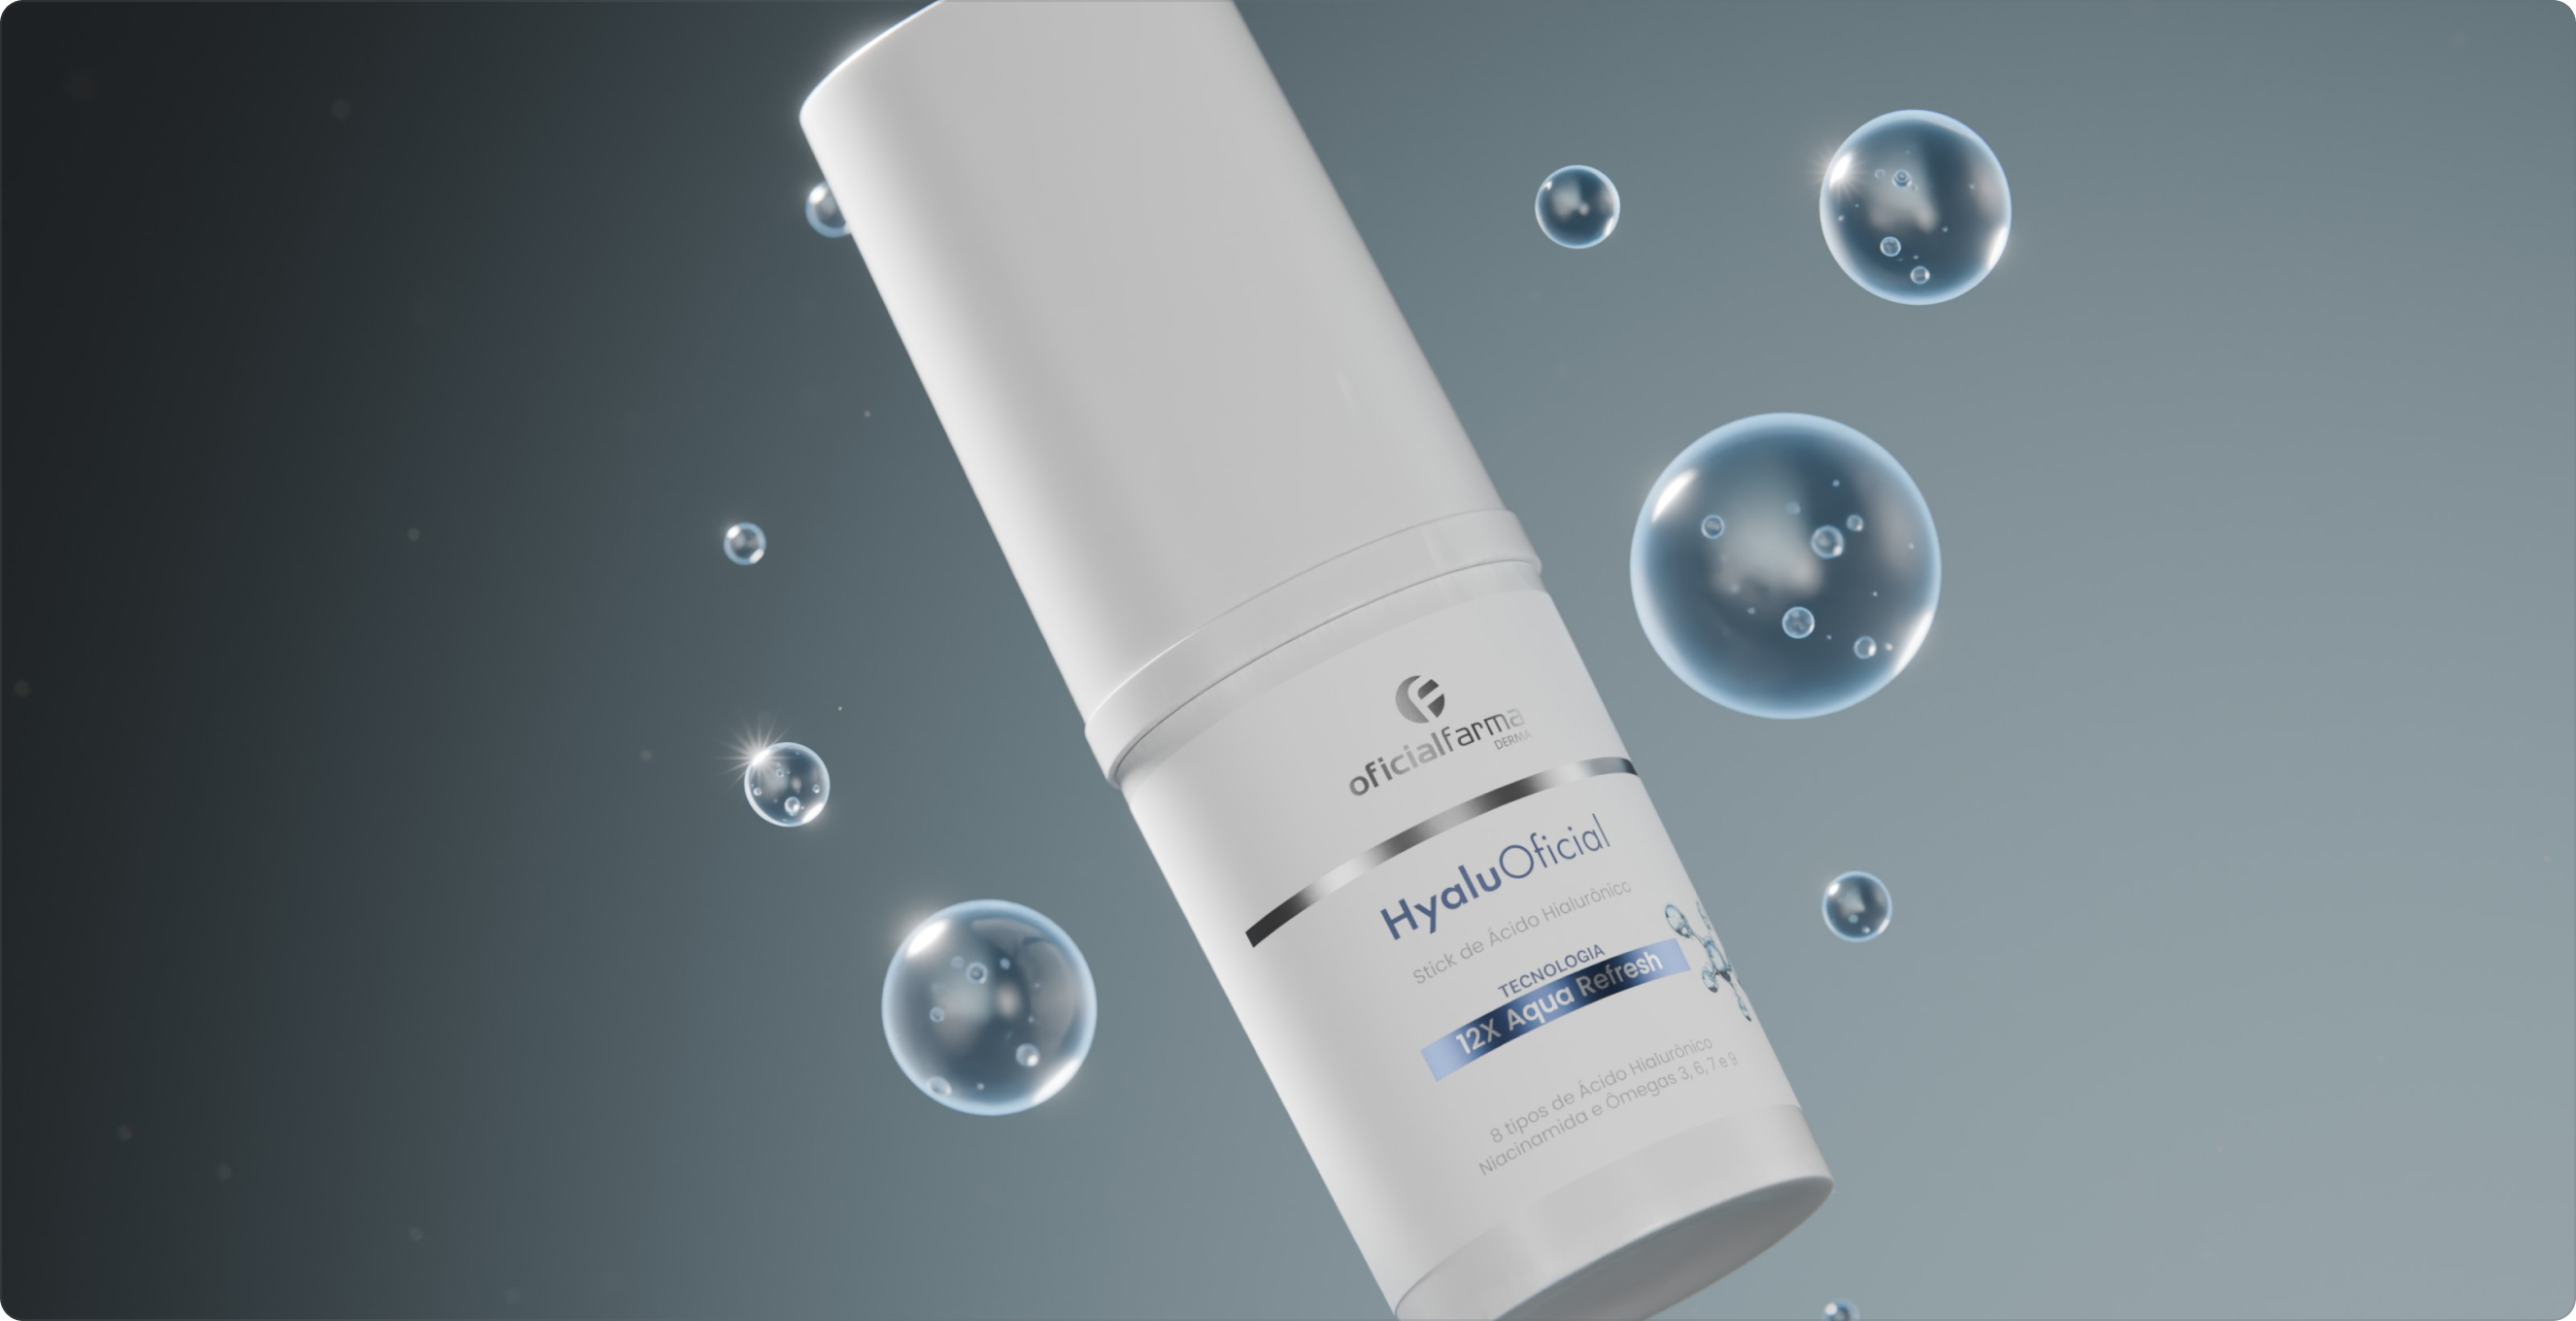 oficialfarma
DERMA
HyaluOficial
Stick de Ácido Hialurônico
TECNOLOGIA
12X Aqua Refresh
8 tipos de Ácido Hialurônico
Niacinamida e Ômegas 3, 6, 7 e 9